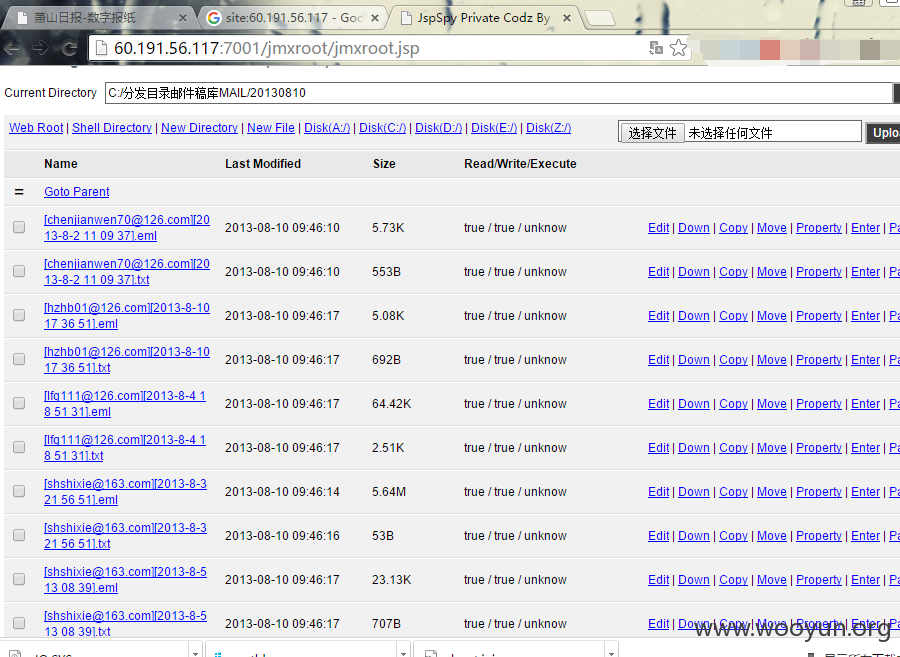 萧山日报-数字报纸
site:60.191.56.117 - Goo
JspSpy Private Codz By
60.191.56.117:7001/jmxroot/jmxroot.jsp
Current Directory C:/分发目录邮件稿库MAIL/20130810
Web Root | Shell Directory | New Directory | New File | Disk(A:/) | Disk(C:/) | Disk(D:/) | Disk(E:/) | Disk(Z:/) 选择文件 未选择任何文件 Uplo
Name Last Modified Size Read/Write/Execute
= Goto Parent
[chenjianwen70@126.com][20
13-8-2 11 09 37].eml
2013-08-10 09:46:10 5.73K true / true / unknow Edit | Down | Copy | Move | Property | Enter | Pa
[chenjianwen70@126.com][20
13-8-2 11 09 37].txt
2013-08-10 09:46:10 553B true / true / unknow Edit | Down | Copy | Move | Property | Enter | Pa
[hzhb01@126.com][2013-8-10
17 36 51].eml
2013-08-10 09:46:17 5.08K true / true / unknow Edit | Down | Copy | Move | Property | Enter | Pa
[hzhb01@126.com][2013-8-10
17 36 51].txt
2013-08-10 09:46:17 692B true / true / unknow Edit | Down | Copy | Move | Property | Enter | Pa
[lfg111@126.com][2013-8-4 1
8 51 31].eml
2013-08-10 09:46:17 64.42K true / true / unknow Edit | Down | Copy | Move | Property | Enter | Pa
[lfg111@126.com][2013-8-4 1
8 51 31].txt
2013-08-10 09:46:17 2.51K true / true / unknow Edit | Down | Copy | Move | Property | Enter | Pa
[shshixie@163.com][2013-8-3
21 56 51].eml
2013-08-10 09:46:14 5.64M true / true / unknow Edit | Down | Copy | Move | Property | Enter | Pa
[shshixie@163.com][2013-8-3
21 56 51].txt
2013-08-10 09:46:16 53B true / true / unknow Edit | Down | Copy | Move | Property | Enter | Pa
[shshixie@163.com][2013-8-5
13 08 39].eml
2013-08-10 09:46:17 23.13K true / true / unknow Edit | Down | Copy | Move | Property | Enter | Pa
[shshixie@163.com][2013-8-5
13 08 39].txt
2013-08-10 09:46:17 707B true / true / unknow Edit | Down | Copy | Move | Property | Enter | Pa
www.wooyun.org